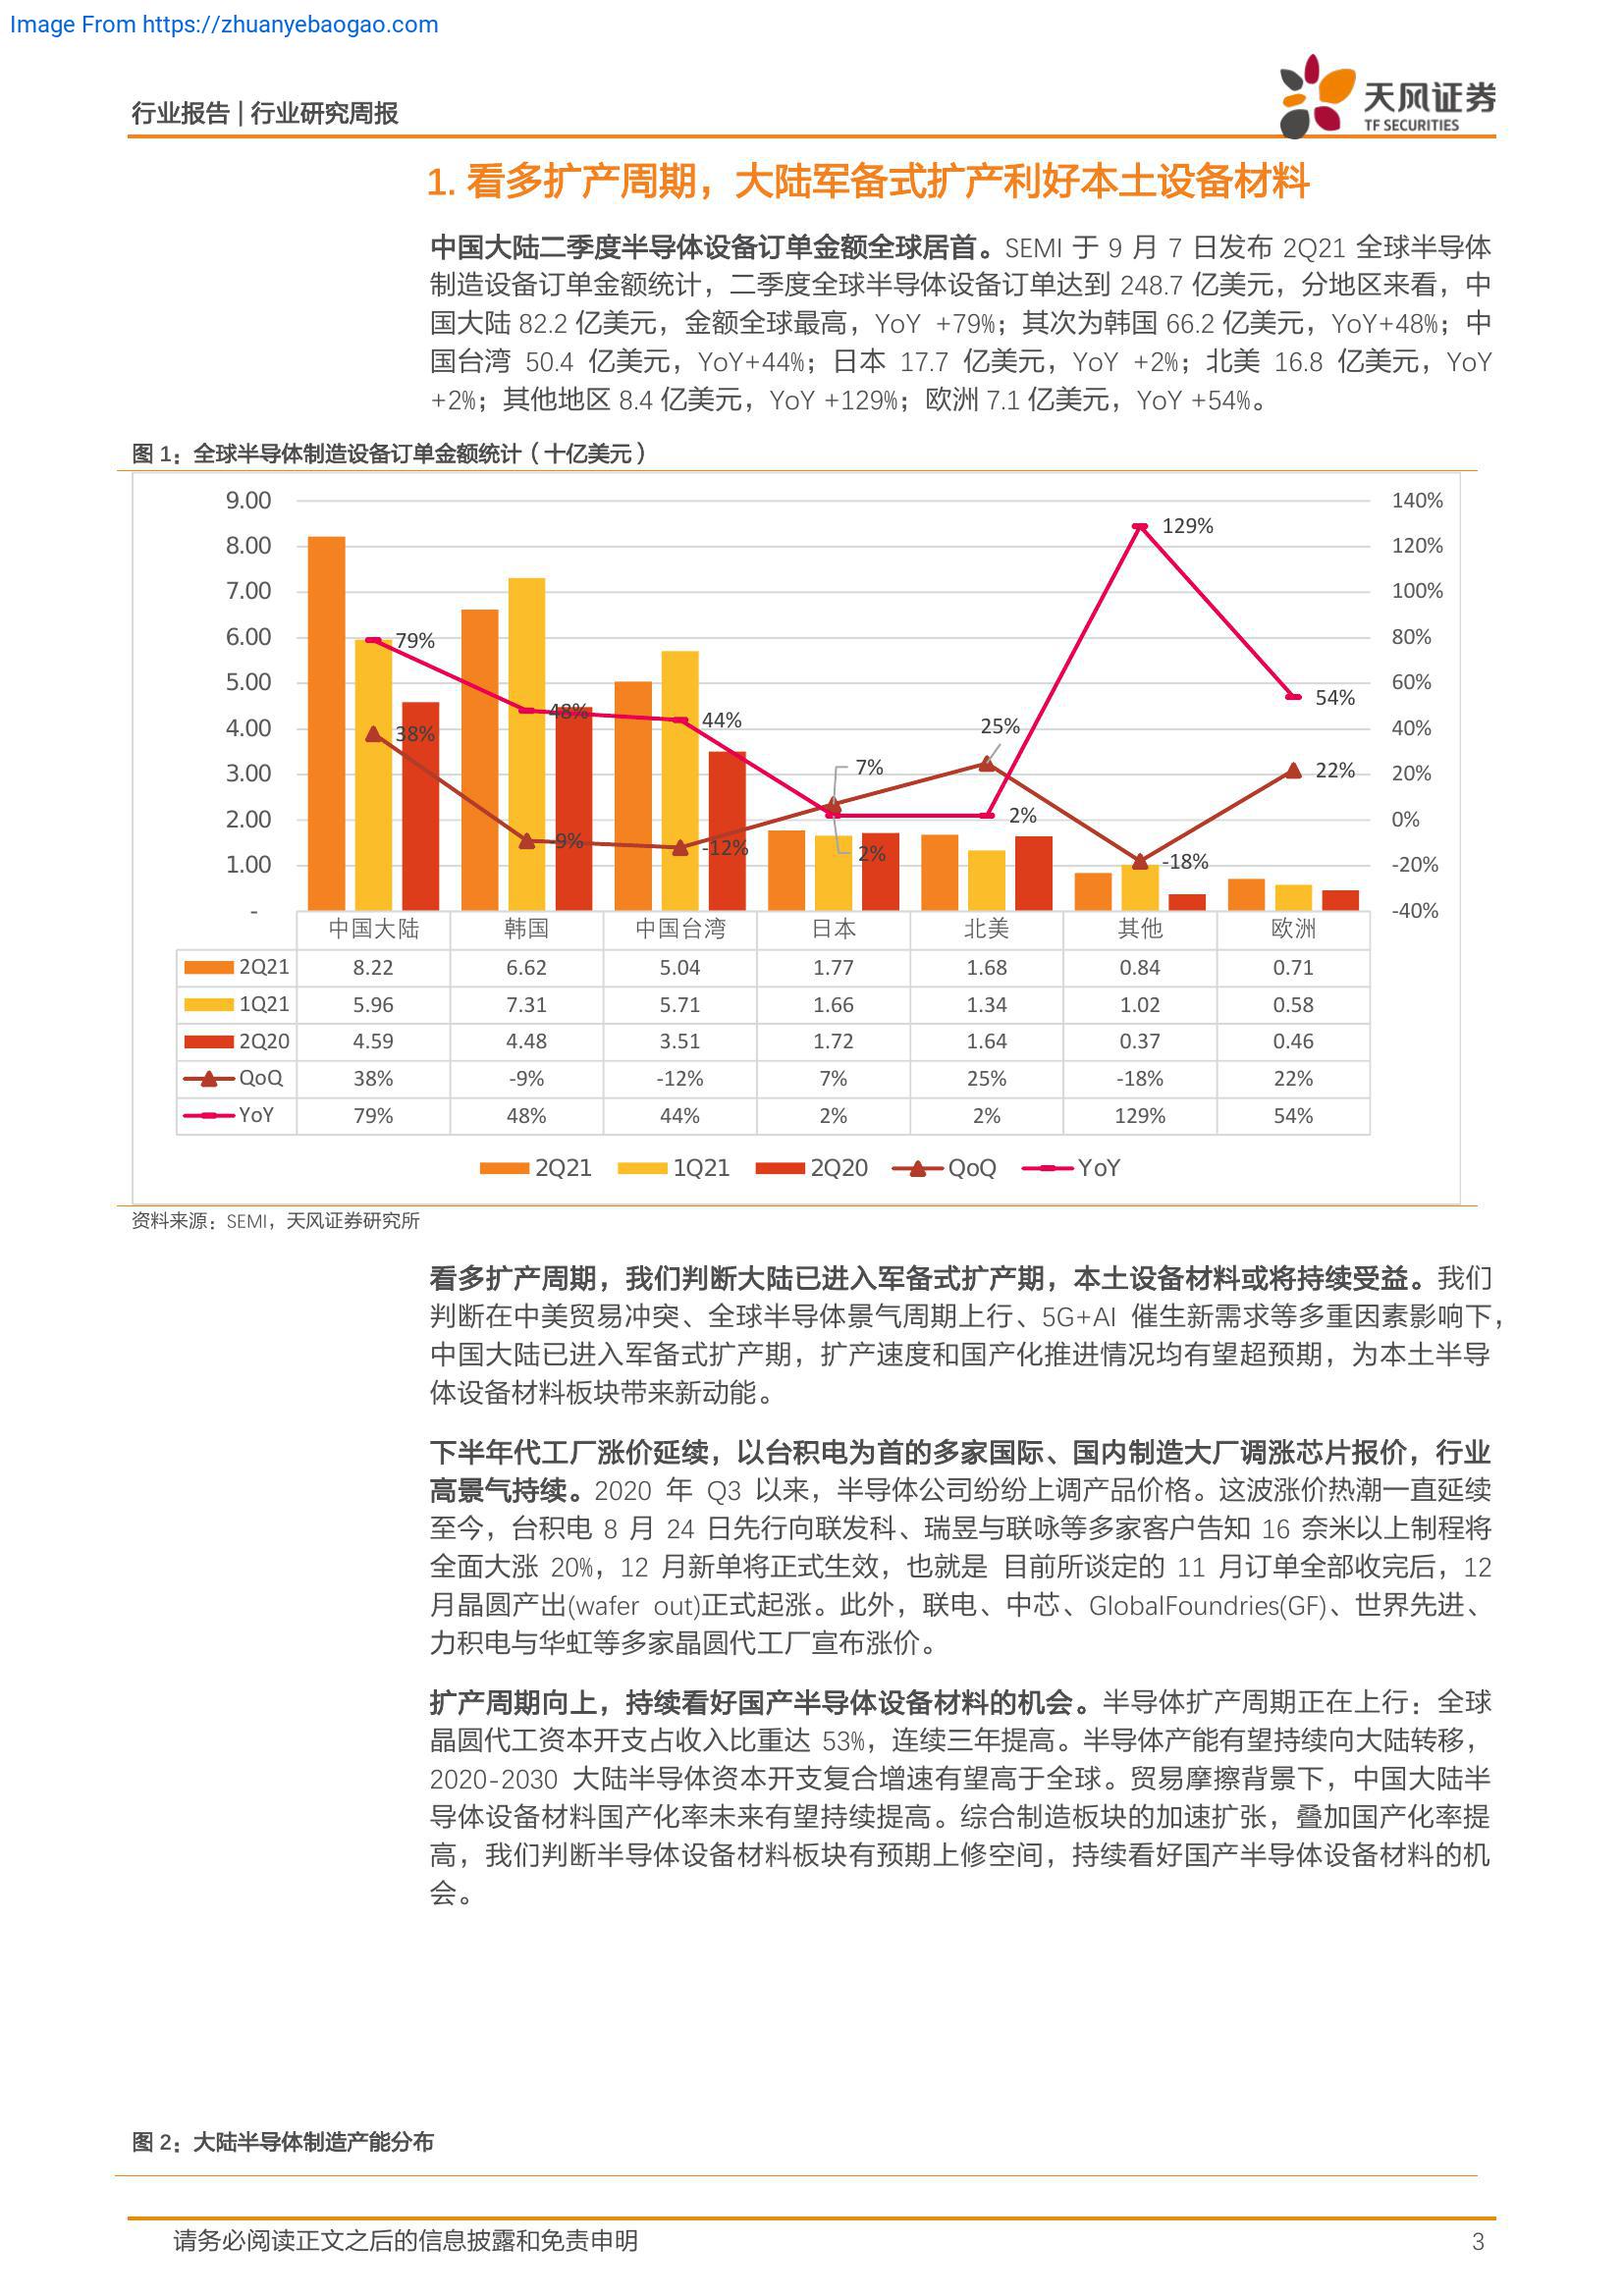 Image From https://zhuanyebaogao.com
行业报告 | 行业研究周报
天风证券
TF SECURITIES
1. 看多扩产周期，大陆军备式扩产利好本土设备材料
中国大陆二季度半导体设备订单金额全球居首。SEMI 于 9 月 7 日发布 2Q21 全球半导体
制造设备订单金额统计，二季度全球半导体设备订单达到 248.7 亿美元，分地区来看，中
国大陆 82.2 亿美元，金额全球最高，YoY +79%；其次为韩国 66.2 亿美元，YoY+48%；中
国台湾 50.4 亿美元，YoY+44%；日本 17.7 亿美元，YoY +2%；北美 16.8 亿美元，YoY
+2%；其他地区 8.4 亿美元，YoY +129%；欧洲 7.1 亿美元，YoY +54%。
图 1：全球半导体制造设备订单金额统计（十亿美元）
9.00 140%
8.00 129% 120%
7.00 100%
6.00 79% 80%
5.00 60%
48% 44% 54%
4.00 38% 25% 40%
3.00 7% 22% 20%
2.00 2% 0%
-9% -12% 2% -18%
1.00 -20%
- -40%
中国大陆 韩国 中国台湾 日本 北美 其他 欧洲
2Q21 8.22 6.62 5.04 1.77 1.68 0.84 0.71
1Q21 5.96 7.31 5.71 1.66 1.34 1.02 0.58
2Q20 4.59 4.48 3.51 1.72 1.64 0.37 0.46
QoQ 38% -9% -12% 7% 25% -18% 22%
YoY 79% 48% 44% 2% 2% 129% 54%
2Q21 1Q21 2Q20 QoQ YoY
资料来源：SEMI，天风证券研究所
看多扩产周期，我们判断大陆已进入军备式扩产期，本土设备材料或将持续受益。我们
判断在中美贸易冲突、全球半导体景气周期上行、5G+AI 催生新需求等多重因素影响下，
中国大陆已进入军备式扩产期，扩产速度和国产化推进情况均有望超预期，为本土半导
体设备材料板块带来新动能。
下半年代工厂涨价延续，以台积电为首的多家国际、国内制造大厂调涨芯片报价，行业
高景气持续。2020 年 Q3 以来，半导体公司纷纷上调产品价格。这波涨价热潮一直延续
至今，台积电 8 月 24 日先行向联发科、瑞昱与联咏等多家客户告知 16 奈米以上制程将
全面大涨 20%，12 月新单将正式生效，也就是 目前所谈定的 11 月订单全部收完后，12
月晶圆产出(wafer out)正式起涨。此外，联电、中芯、GlobalFoundries(GF)、世界先进、
力积电与华虹等多家晶圆代工厂宣布涨价。
扩产周期向上，持续看好国产半导体设备材料的机会。半导体扩产周期正在上行：全球
晶圆代工资本开支占收入比重达 53%，连续三年提高。半导体产能有望持续向大陆转移，
2020-2030 大陆半导体资本开支复合增速有望高于全球。贸易摩擦背景下，中国大陆半
导体设备材料国产化率未来有望持续提高。综合制造板块的加速扩张，叠加国产化率提
高，我们判断半导体设备材料板块有预期上修空间，持续看好国产半导体设备材料的机
会。
图 2：大陆半导体制造产能分布
请务必阅读正文之后的信息披露和免责申明 3